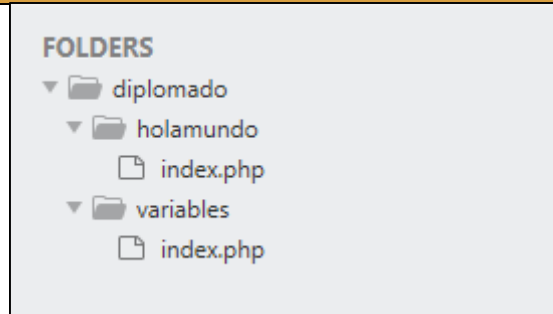 FOLDERS
diplomado
holamundo
index.php
variables
index.php